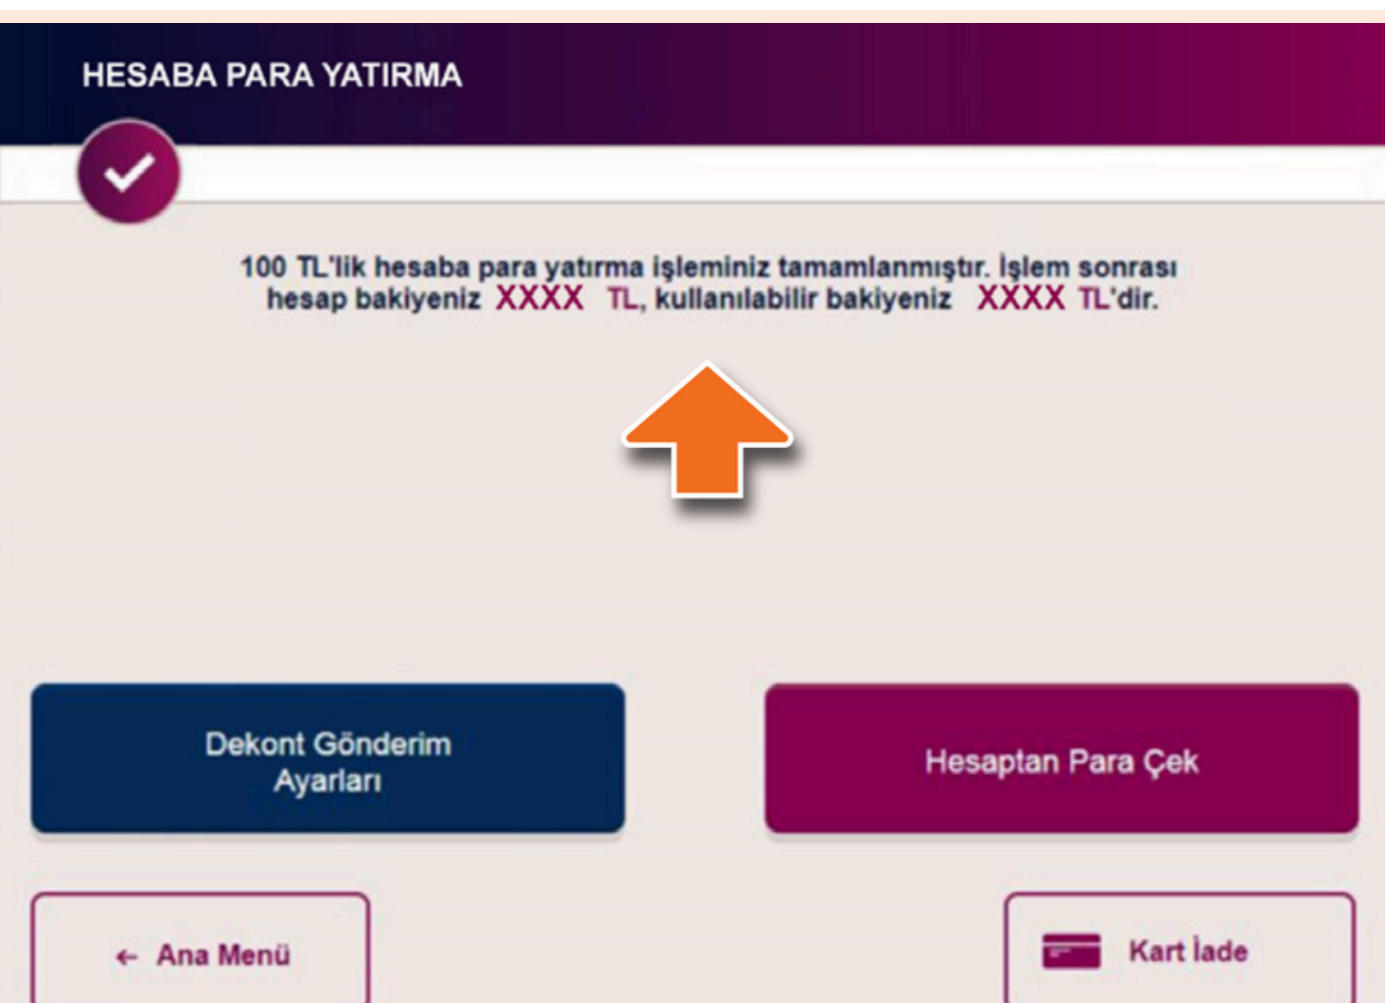 HESABA PARA YATIRMA
100 TL'lik hesaba para yatırma işleminiz tamamlanmıştır. İşlem sonrası
hesap bakiyeniz XXXX TL, kullanılabilir bakiyeniz XXXX TL'dir.
Dekont Gönderim
Ayarları
Hesaptan Para Çek
← Ana Menü
Kart İade